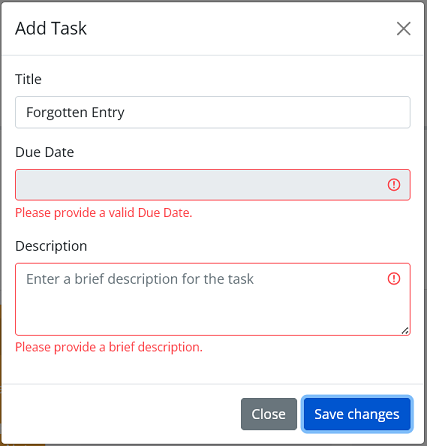 Add Task
Title
Forgotten Entry
Due Date
Please provide a valid Due Date.
Description
Enter a brief description for the task
Please provide a brief description.
Close Save changes